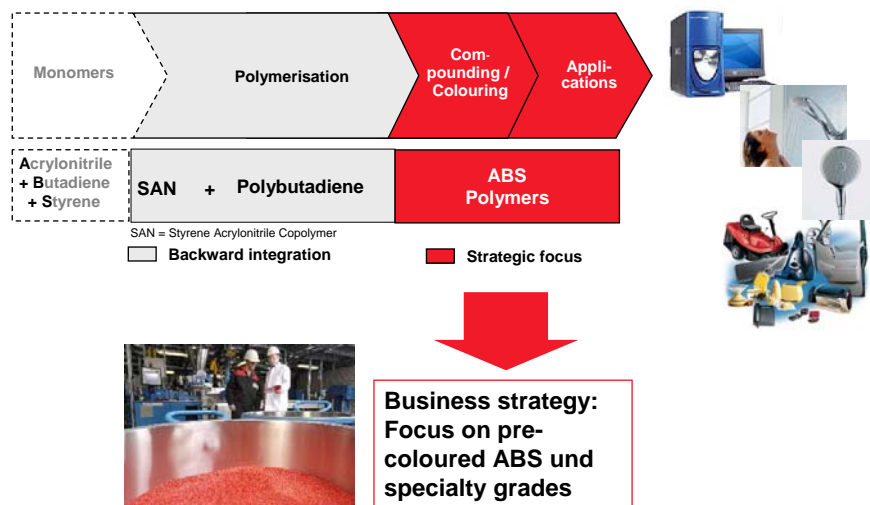 Monomers
Polymerisation
Com-
pounding /
Colouring
Appli-
cations
Acrylonitrile
+ Butadiene
+ Styrene
SAN + Polybutadiene
ABS
Polymers
SAN = Styrene Acrylonitrile Copolymer
Backward integration
Strategic focus
Business strategy:
Focus on pre-
coloured ABS und
specialty grades